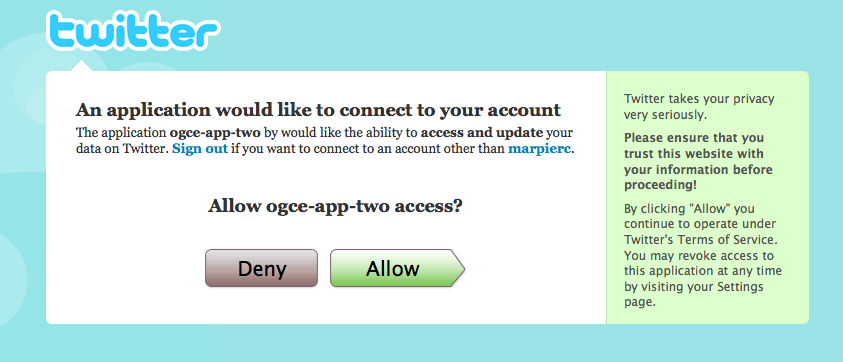 twitter
An application would like to connect to your account
The application ogce-app-two by would like the ability to access and update your
data on Twitter. Sign out if you want to connect to an account other than marpierc.
Allow ogce-app-two access?
Deny
Allow
Twitter takes your privacy
very seriously.
Please ensure that you
trust this website with
your information before
proceeding!
By clicking "Allow" you
continue to operate under
Twitter's Terms of Service.
You may revoke access to
this application at any time
by visiting your Settings
page.